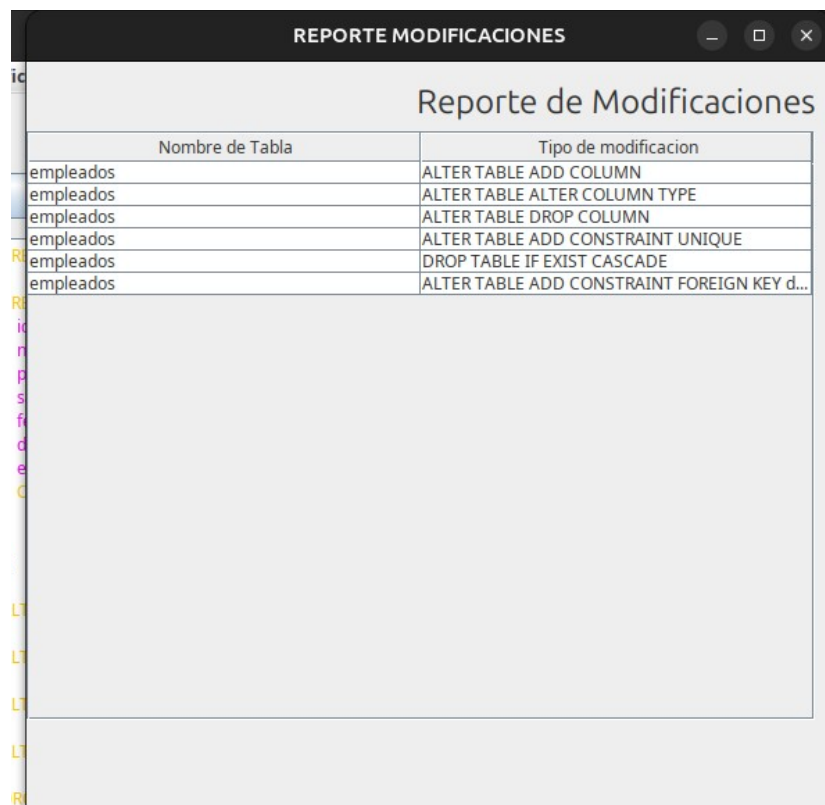 REPORTE MODIFICACIONES
Reporte de Modificaciones
Nombre de Tabla Tipo de modificacion
empleados ALTER TABLE ADD COLUMN
empleados ALTER TABLE ALTER COLUMN TYPE
empleados ALTER TABLE DROP COLUMN
empleados ALTER TABLE ADD CONSTRAINT UNIQUE
empleados DROP TABLE IF EXIST CASCADE
empleados ALTER TABLE ADD CONSTRAINT FOREIGN KEY d...